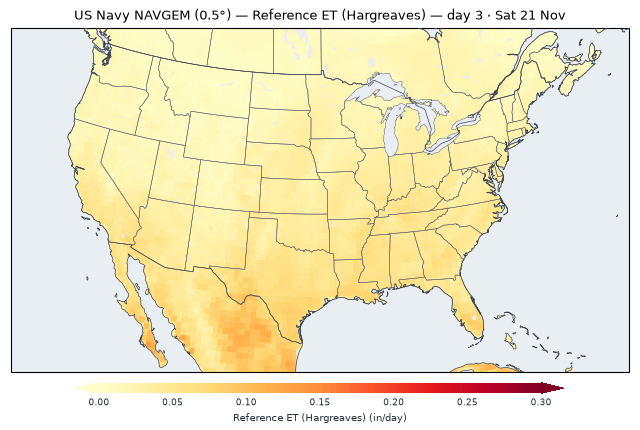 US Navy NAVGEM (0.5°) — Reference ET (Hargreaves) — day 3 · Sat 21 Nov
0.00 0.05 0.10 0.15 0.20 0.25 0.30
Reference ET (Hargreaves) (in/day)